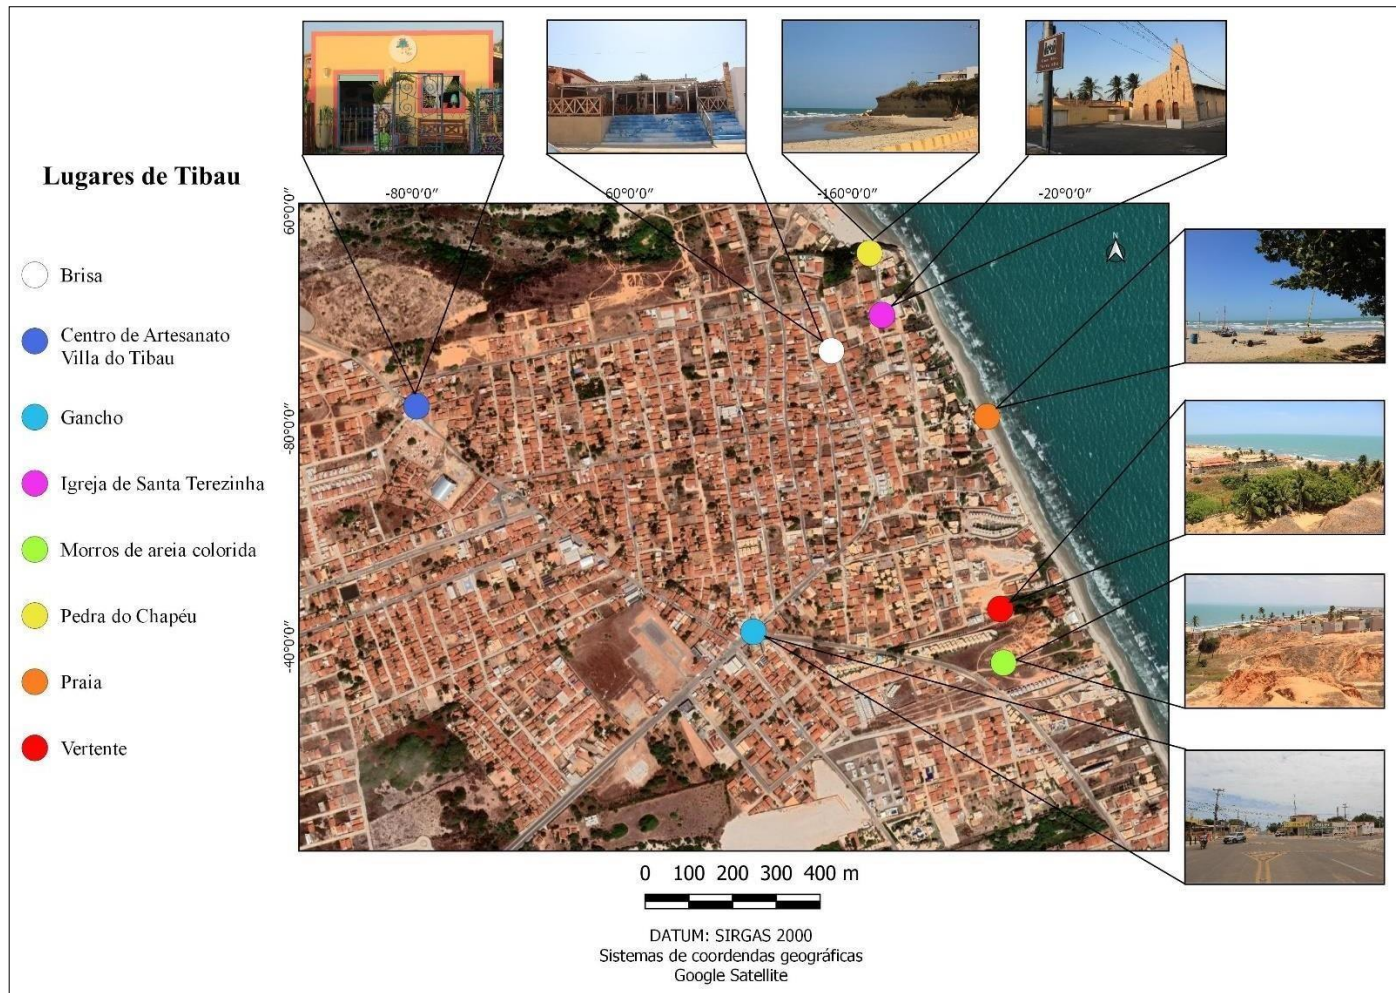 Lugares de Tibau
Brisa
Centro de Artesanato
Villa do Tibau
Gancho
Igreja de Santa Terezinha
Morros de areia colorida
Pedra do Chapéu
Praia
Vertente
-80°0'0" 60°0'0" -160°0'0" -20°0'0"
60°0'0"
-80°0'0"
-40°0'0"
N
0 100 200 300 400 m
DATUM: SIRGAS 2000
Sistemas de coordendas geográficas
Google Satellite